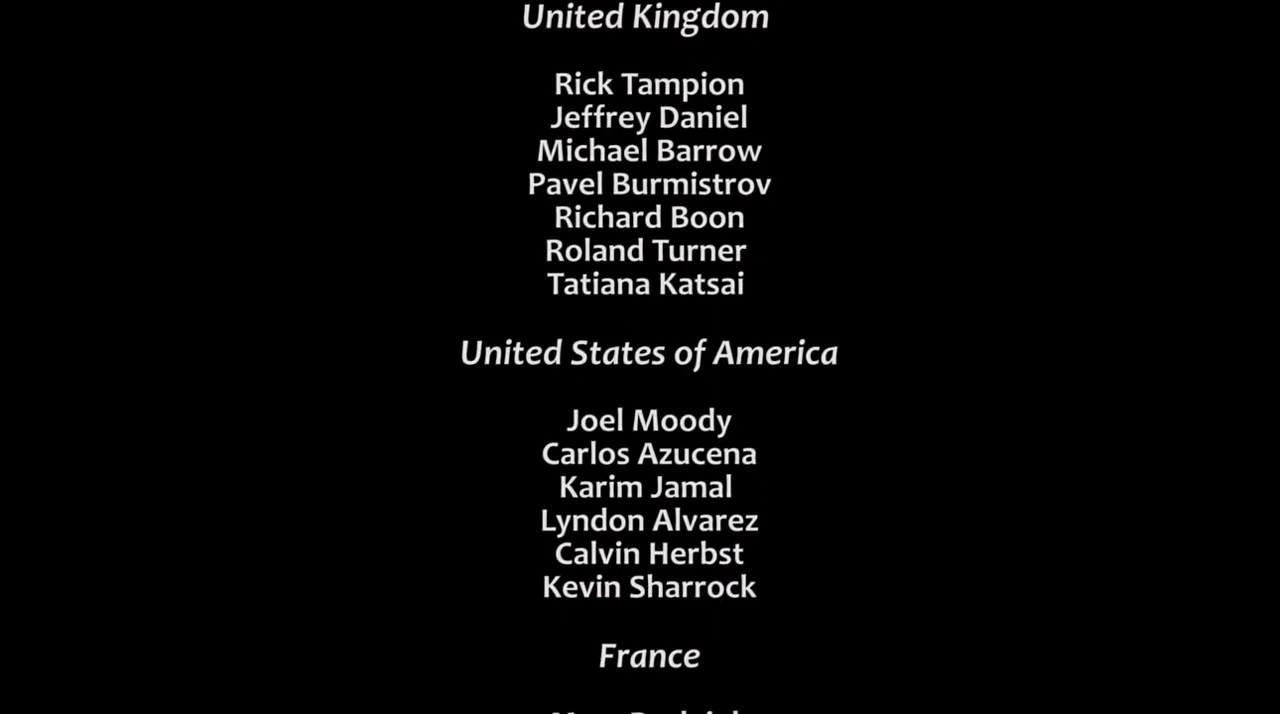 United Kingdom
Rick Tampion
Jeffrey Daniel
Michael Barrow
Pavel Burmistrov
Richard Boon
Roland Turner
Tatiana Katsai
United States of America
Joel Moody
Carlos Azucena
Karim Jamal
Lyndon Alvarez
Calvin Herbst
Kevin Sharrock
France